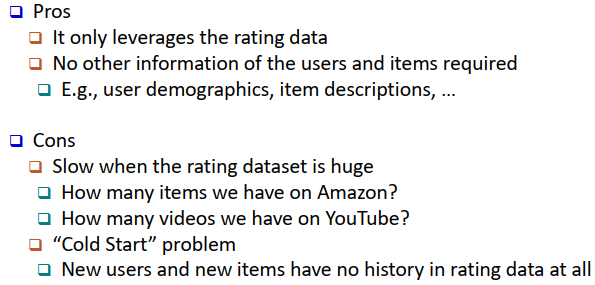 Pros
It only leverages the rating data
No other information of the users and items required
E.g., user demographics, item descriptions, …
Cons
Slow when the rating dataset is huge
How many items we have on Amazon?
How many videos we have on YouTube?
“Cold Start” problem
New users and new items have no history in rating data at all